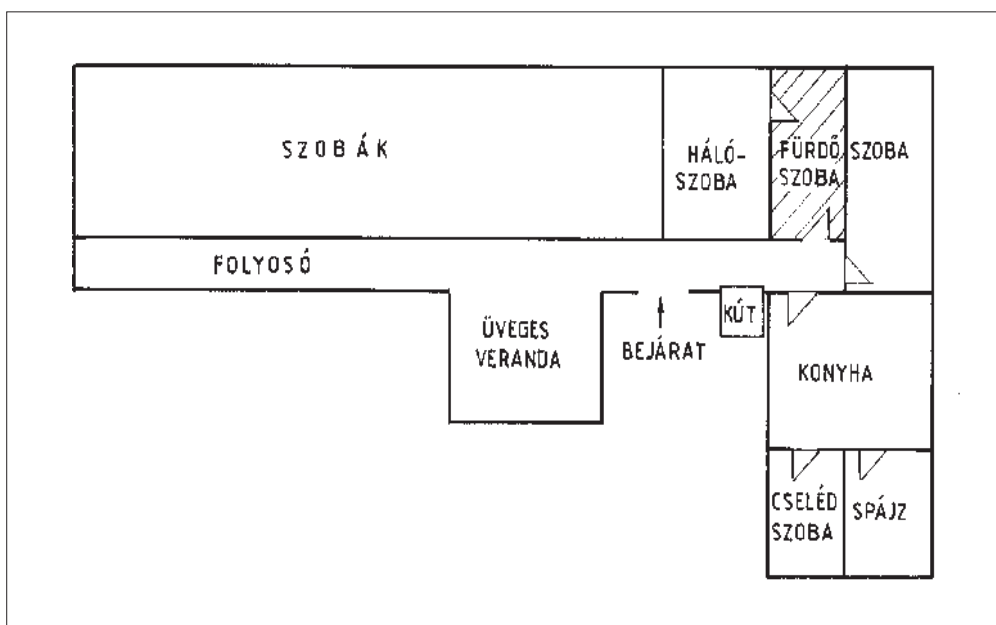 SZOBÁK
HÁLÓ-
SZOBA
FÜRDŐ
SZOBA
SZOBA
FOLYOSÓ
ÜVEGES
VERANDA
BEJÁRAT
KÚT
KONYHA
CSELÉD
SZOBA
SPÁJZ